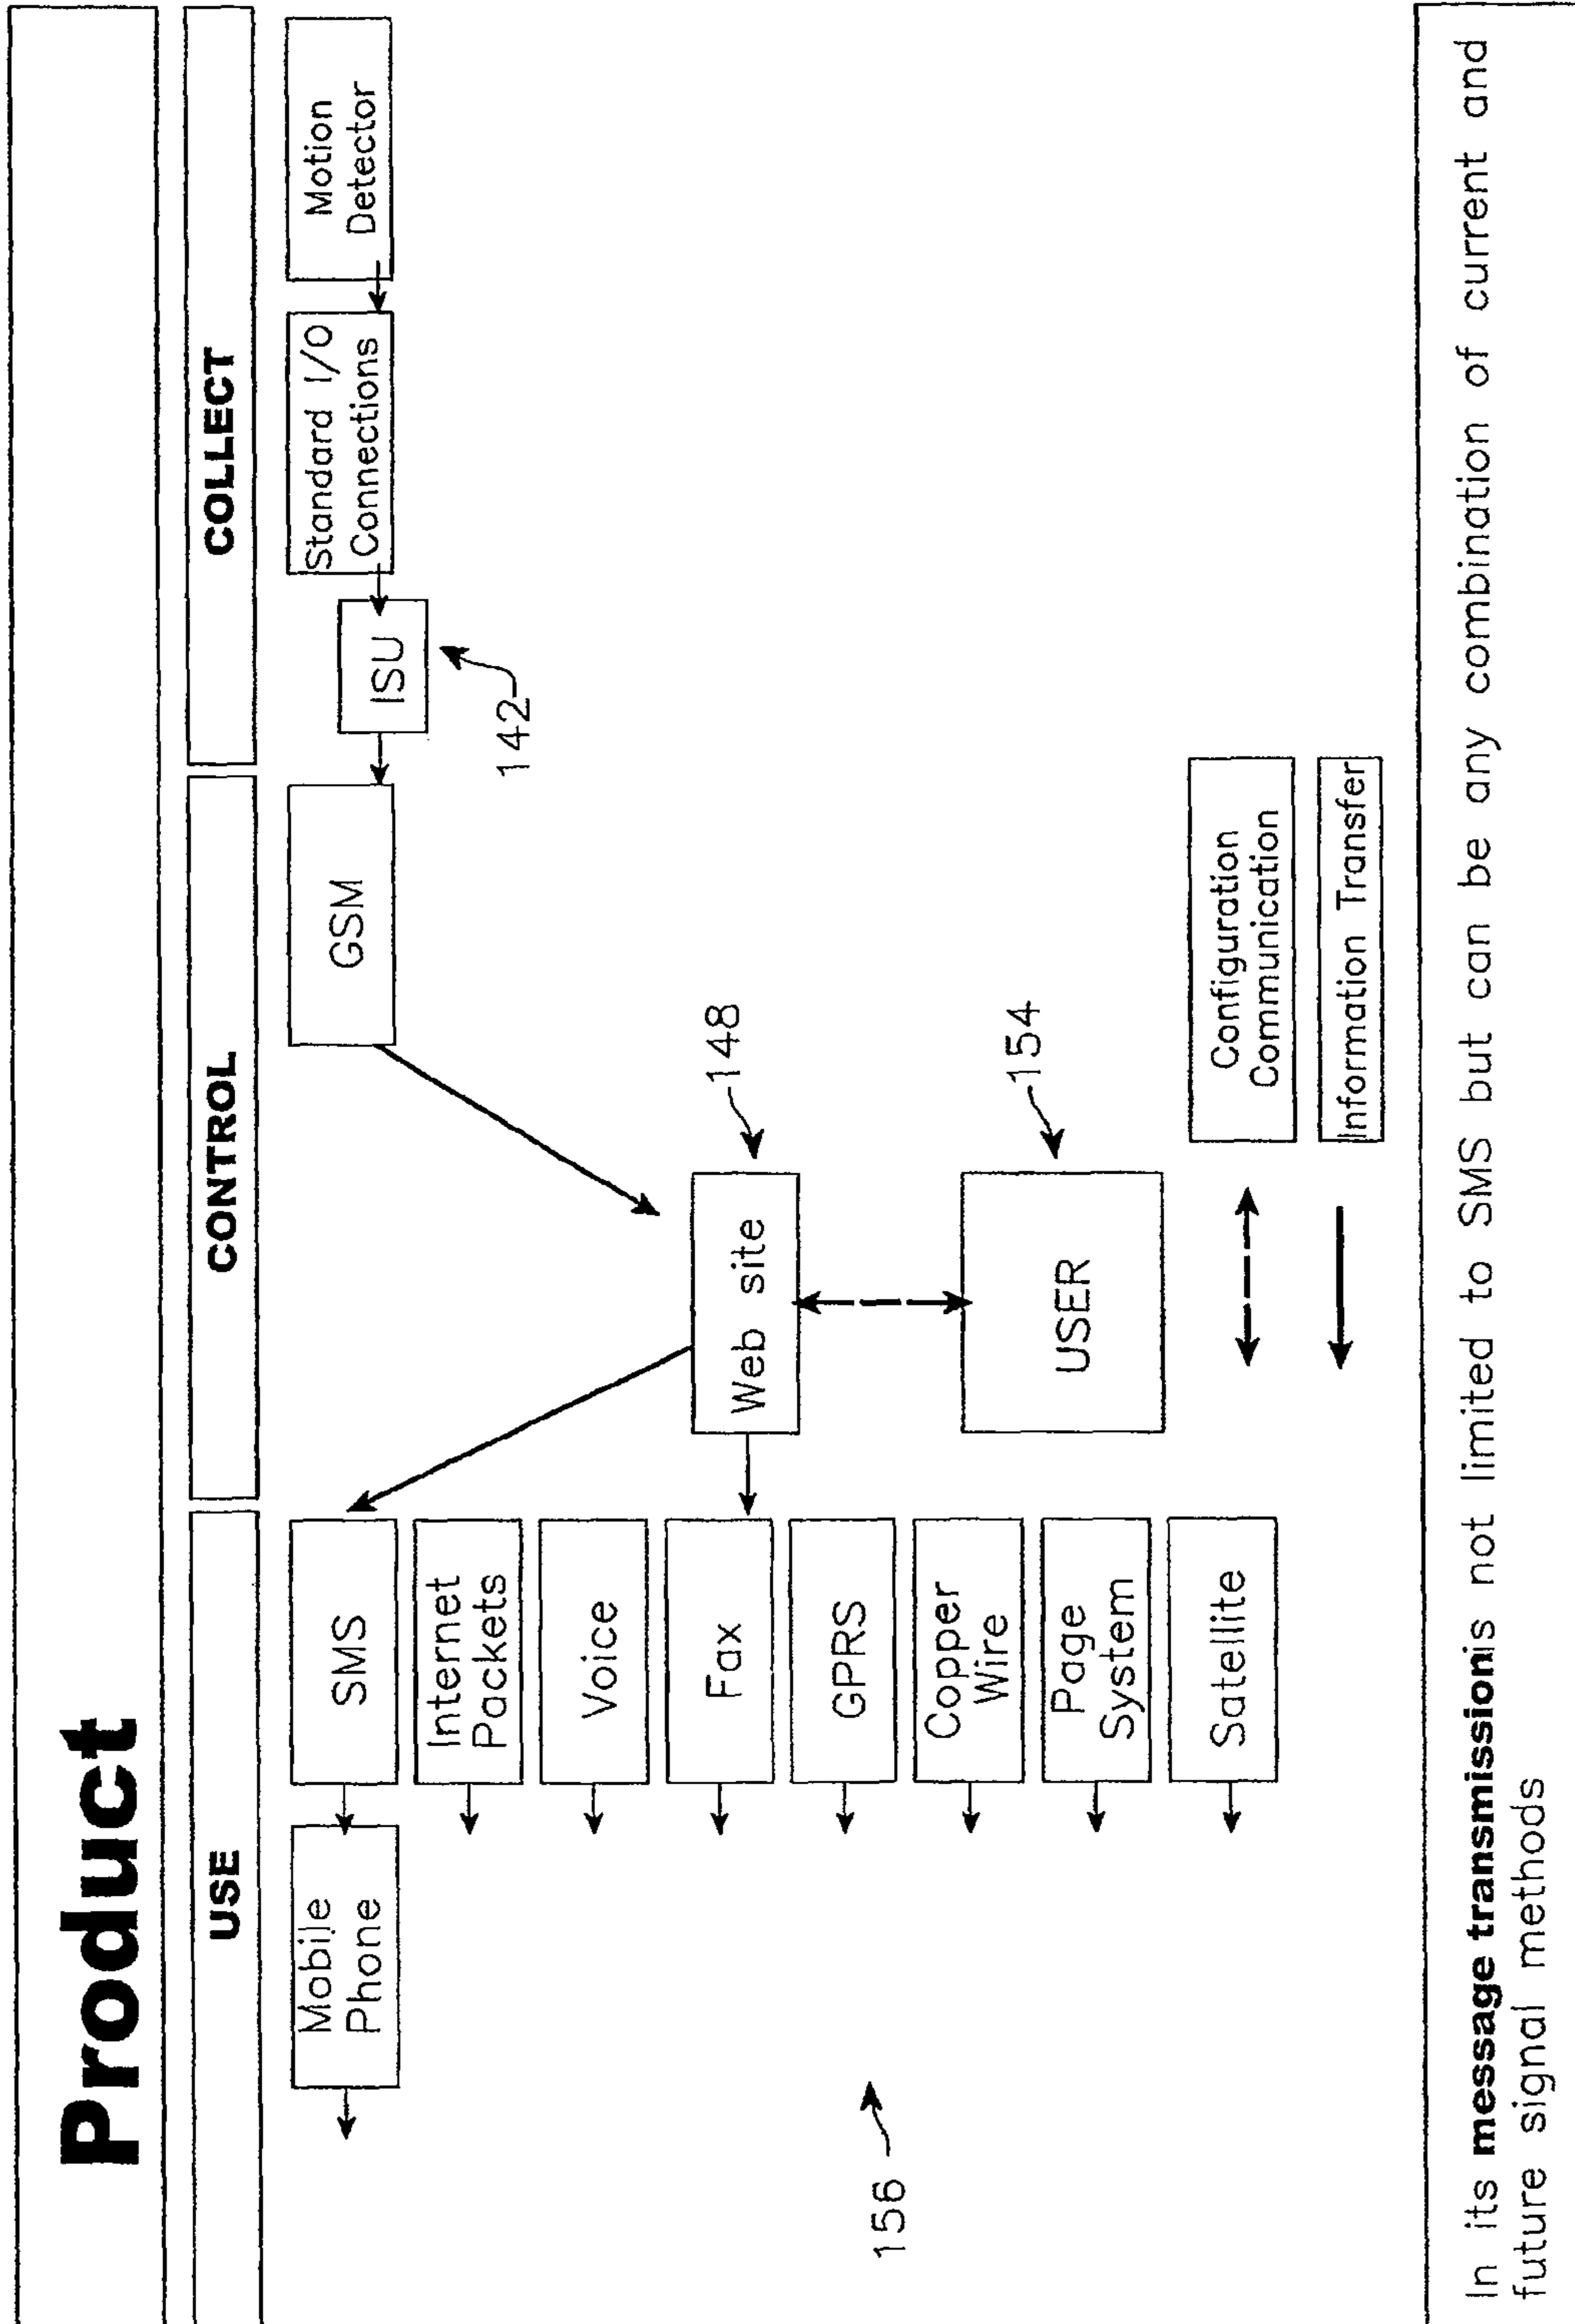 Product
USE
CONTROL
COLLECT
Mobile
Phone
SMS
Internet
Packets
Voice
Fax
GPRS
Copper
Wire
Page
System
Satellite
156
Web site
148
USER
154
GSM
ISU
142
Standard I/O
Connections
Motion
Detector
Configuration
Communication
Information Transfer
In its message transmissionis not limited to SMS but can be any combination of current and
future signal methods